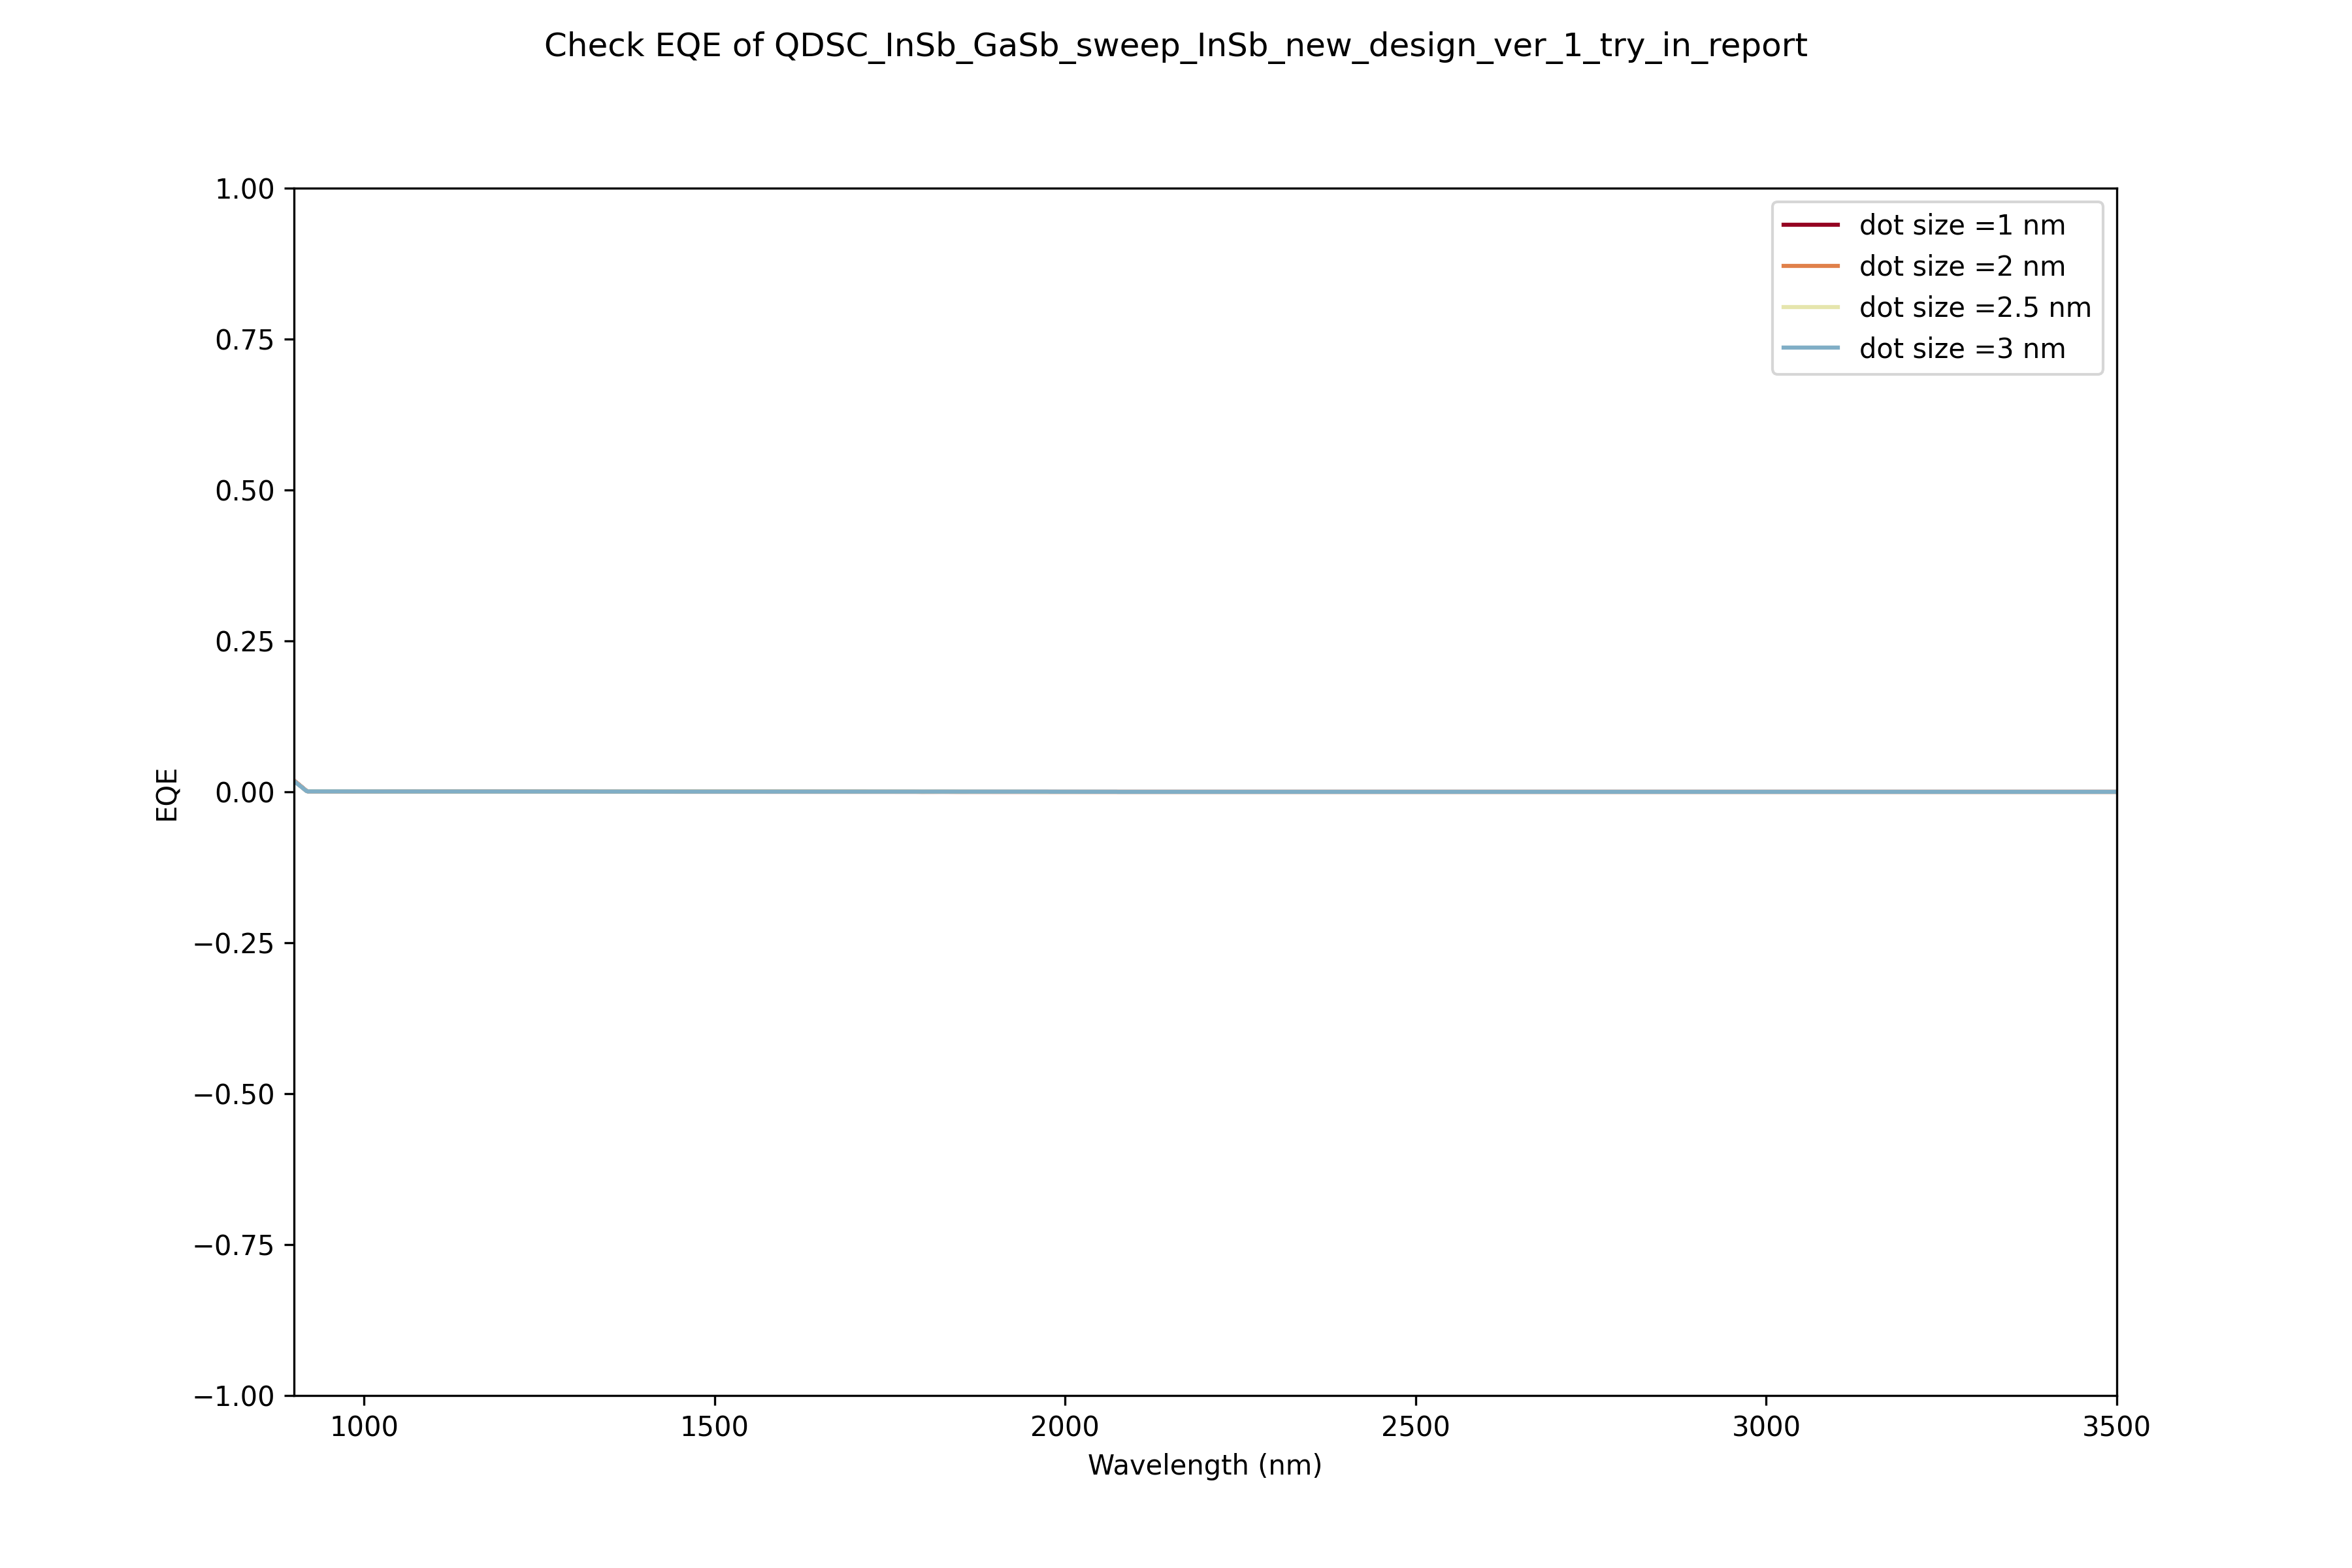 Check EQE of QDSC_InSb_GaSb_sweep_InSb_new_design_ver_1_try_in_report
1.00
0.75
0.50
0.25
0.00
−0.25
−0.50
−0.75
−1.00
EQE
dot size =1 nm
dot size =2 nm
dot size =2.5 nm
dot size =3 nm
1000 1500 2000 2500 3000 3500
Wavelength (nm)